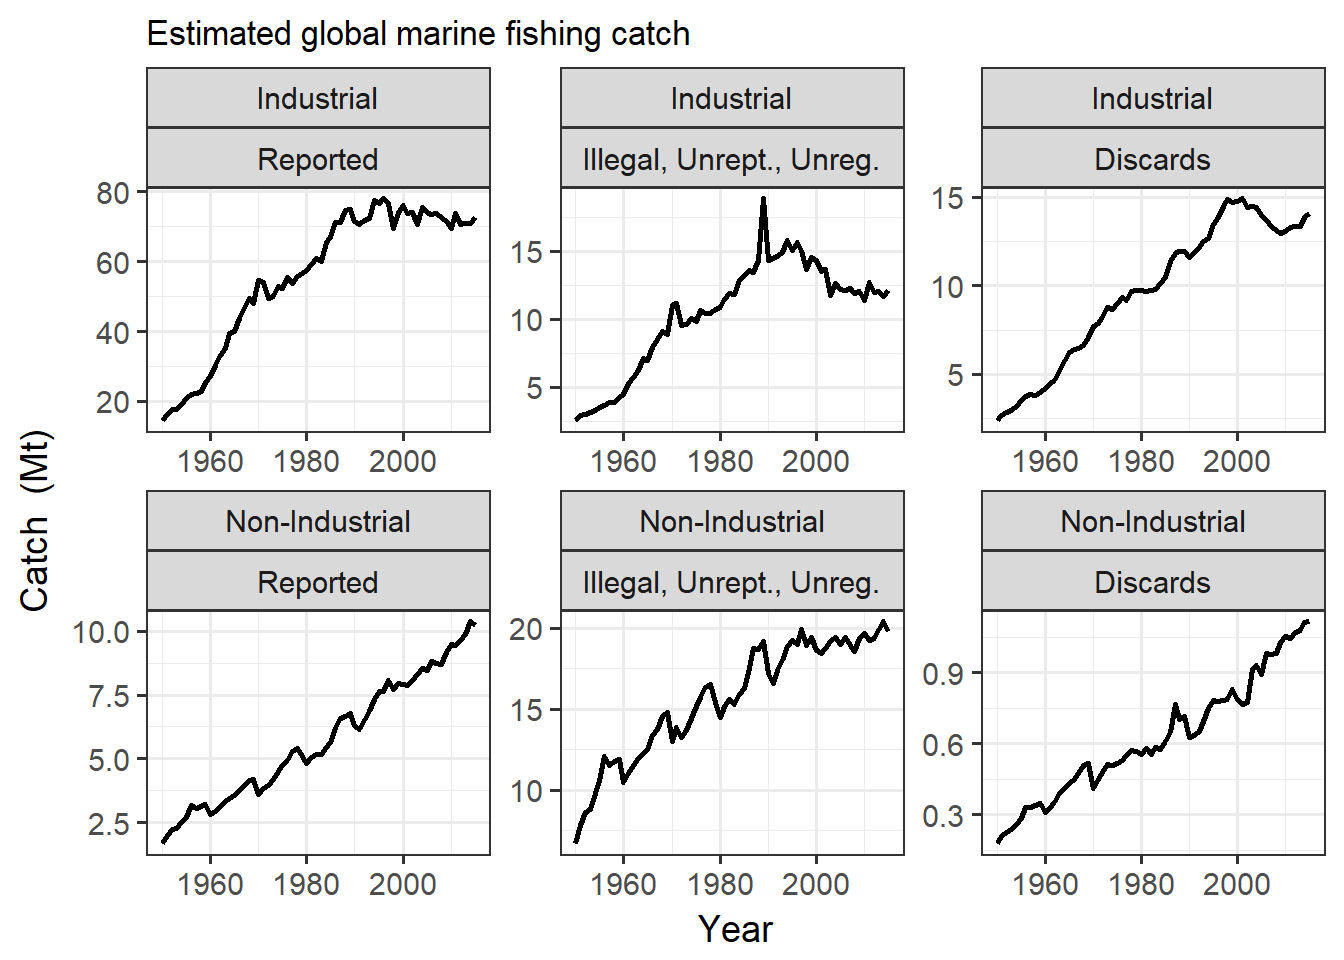 Estimated global marine fishing catch
Industrial Industrial Industrial
Reported Illegal, Unrept., Unreg. Discards
80
60
40
20
15
10
5
15
10
5
1960 1980 2000 1960 1980 2000 1960 1980 2000
Catch (Mt)
Non-Industrial Non-Industrial Non-Industrial
Reported Illegal, Unrept., Unreg. Discards
10.0
7.5
5.0
2.5
20
15
10
0.9
0.6
0.3
1960 1980 2000 1960 1980 2000 1960 1980 2000
Year